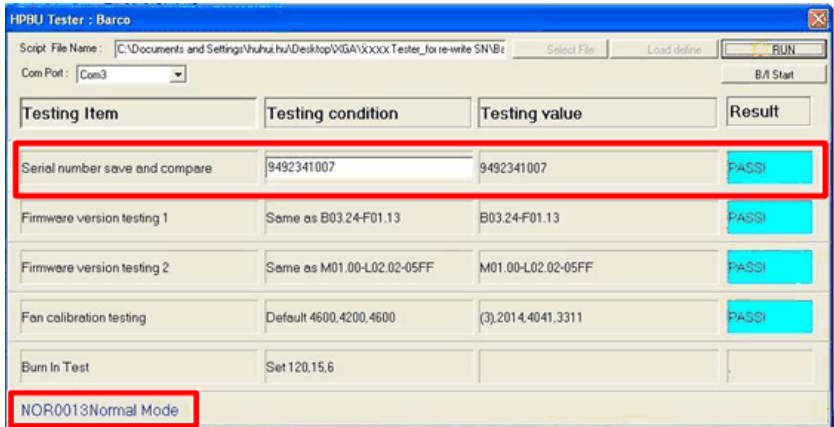 HPBU Tester : Barco
Script File Name : C:\Documents and Settings\huhui.hu\Desktop\XGA\xxxx Tester_for re-write SN\Ba Select File Load define RUN
Com Port : Com3 B/I Start
Testing Item Testing condition Testing value Result
Serial number save and compare 9492341007 9492341007 PASS!
Firmware version testing 1 Same as B03.24-F01.13 B03.24-F01.13 PASS!
Firmware version testing 2 Same as M01.00-L02.02-05FF M01.00-L02.02-05FF PASS!
Fan calibration testing Default 4600,4200,4600 (3),2014,4041,3311 PASS!
Burn In Test Set 120,15,6 .
NOR0013Normal Mode